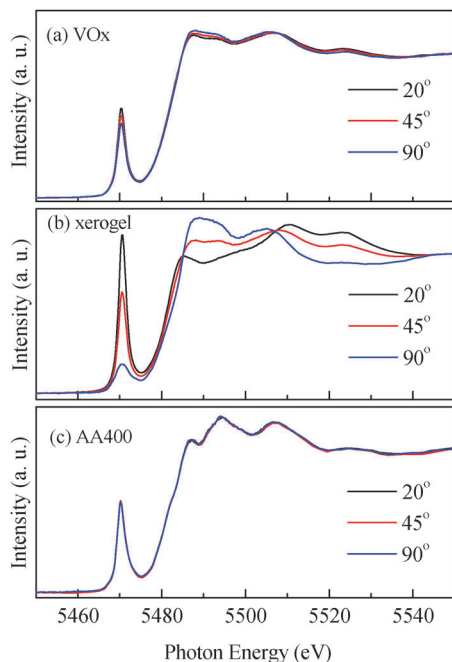 (a) VOx
Intensity (a. u.)
20°
45°
90°
(b) xerogel
Intensity (a. u.)
20°
45°
90°
(c) AA400
Intensity (a. u.)
20°
45°
90°
5460 5480 5500 5520 5540
Photon Energy (eV)